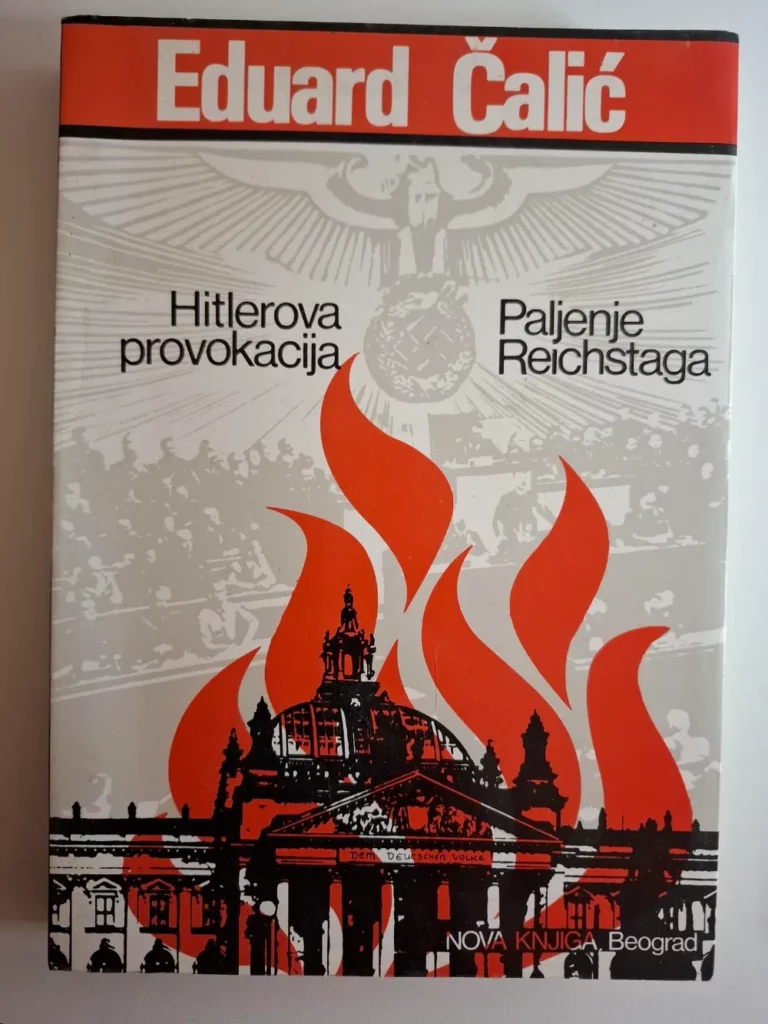 Eduard Čalić
Hitlerova
provokacija
Paljenje
Reichstaga
DEM DEUTSCHEN VOLKE
NOVA KNJIGA, Beograd